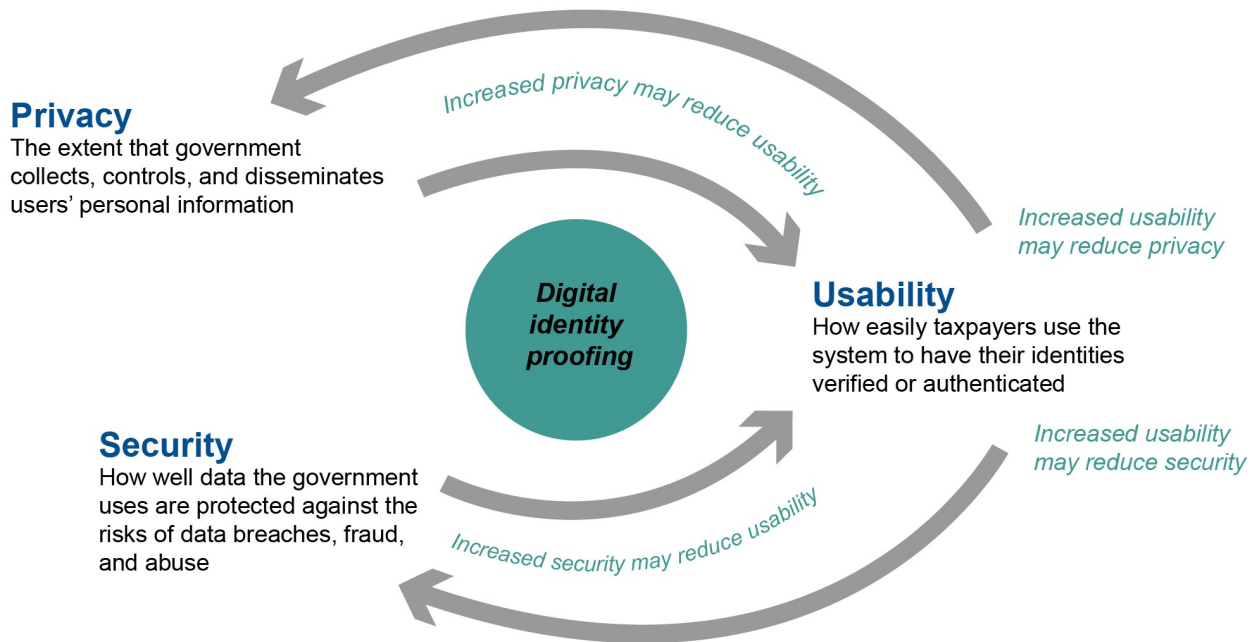 Increased privacy may reduce usability
Privacy
The extent that government
collects, controls, and disseminates
users’ personal information
Increased usability
may reduce privacy
Digital
identity
proofing
Usability
How easily taxpayers use the
system to have their identities
verified or authenticated
Security
How well data the government
uses are protected against the
risks of data breaches, fraud,
and abuse
Increased security may reduce usability
Increased usability
may reduce security